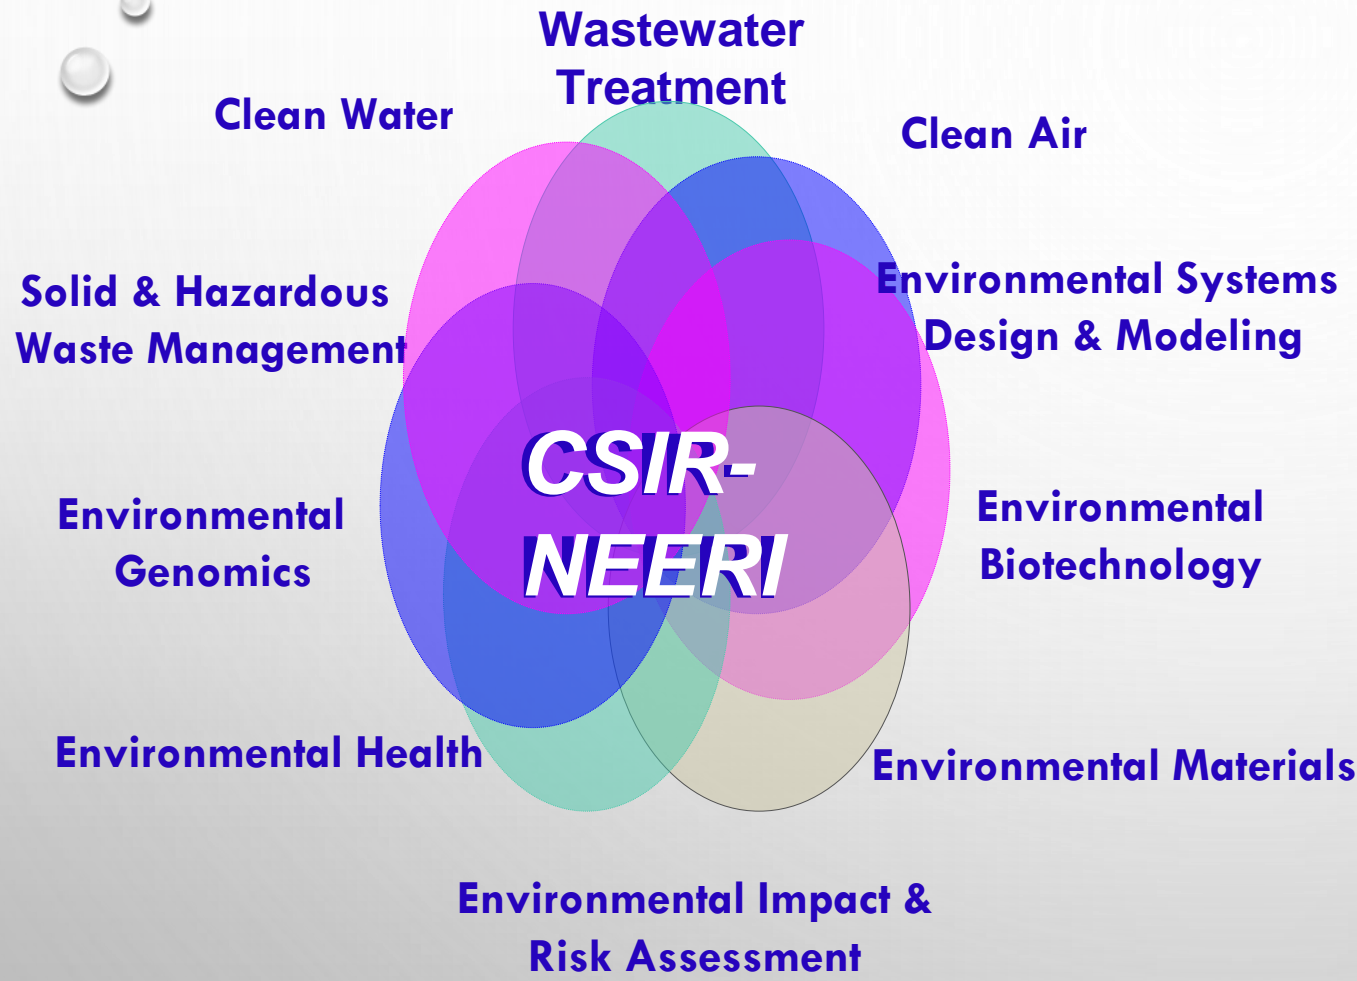 Wastewater
Treatment
Clean Water
Clean Air
Solid & Hazardous
Waste Management
Environmental Systems
Design & Modeling
CSIR-
NEERI
Environmental
Genomics
Environmental
Biotechnology
Environmental Health
Environmental Materials
Environmental Impact &
Risk Assessment